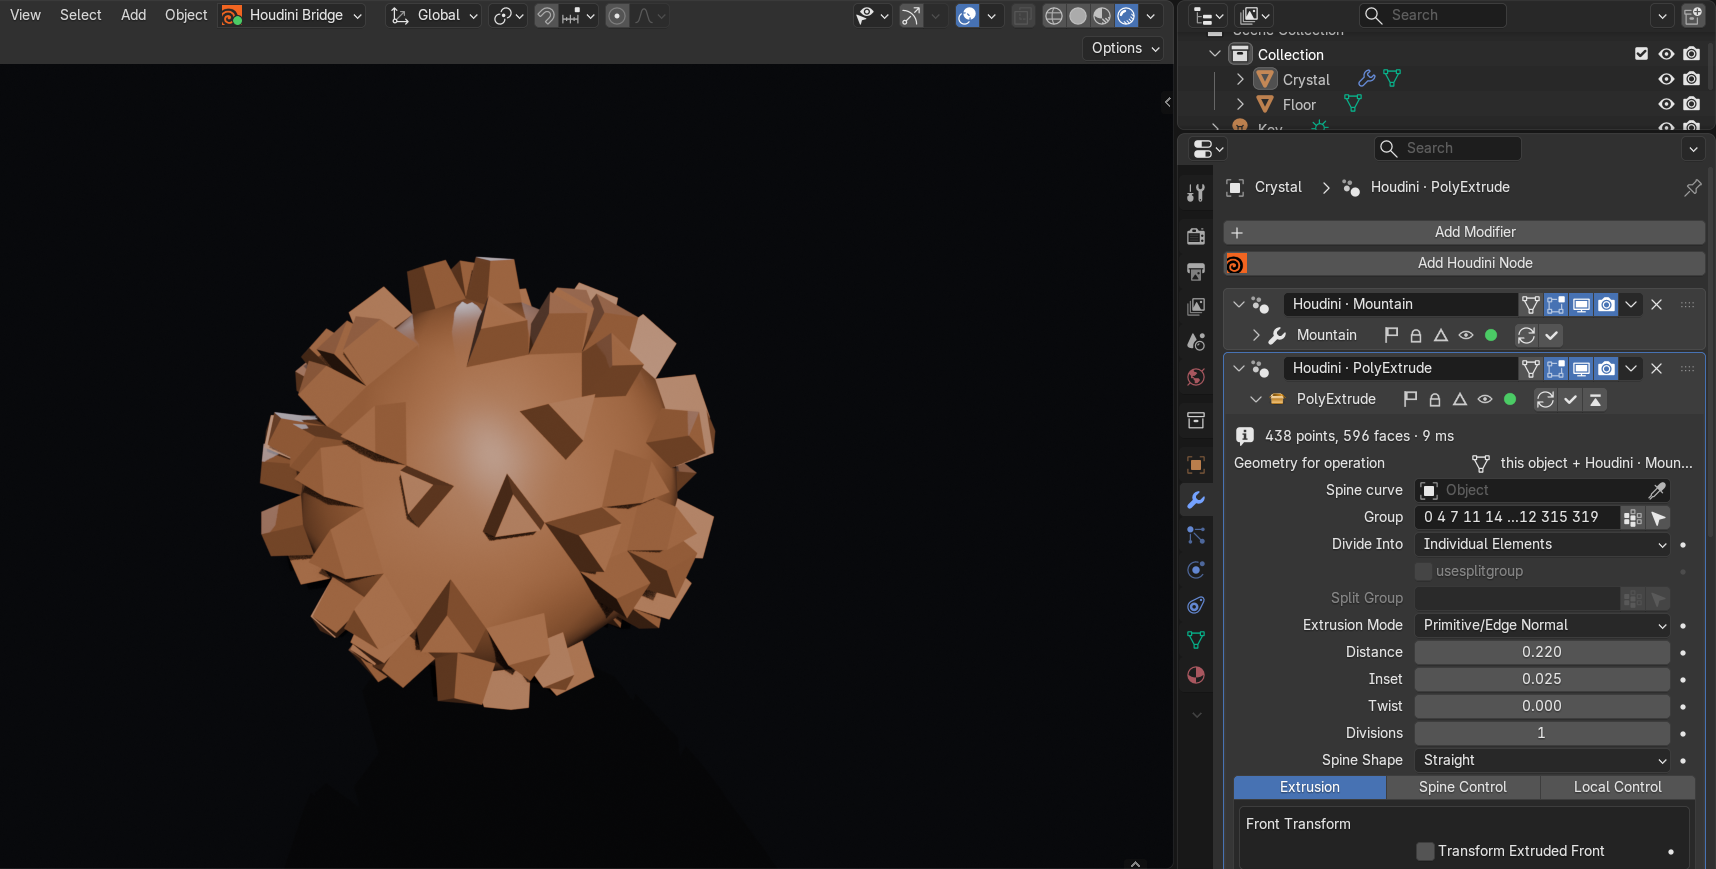 View Select Add Object Houdini Bridge Global
Options
Search
Scene Collection
Collection
Crystal
Floor
Key
Search
Crystal > Houdini · PolyExtrude
Add Modifier
Add Houdini Node
Houdini · Mountain
Mountain
Houdini · PolyExtrude
PolyExtrude
438 points, 596 faces · 9 ms
Geometry for operation this object + Houdini · Moun...
Spine curve Object
Group 0 4 7 11 14 ...12 315 319
Divide Into Individual Elements
usesplitgroup
Split Group
Extrusion Mode Primitive/Edge Normal
Distance 0.220
Inset 0.025
Twist 0.000
Divisions 1
Spine Shape Straight
Extrusion Spine Control Local Control
Front Transform
Transform Extruded Front